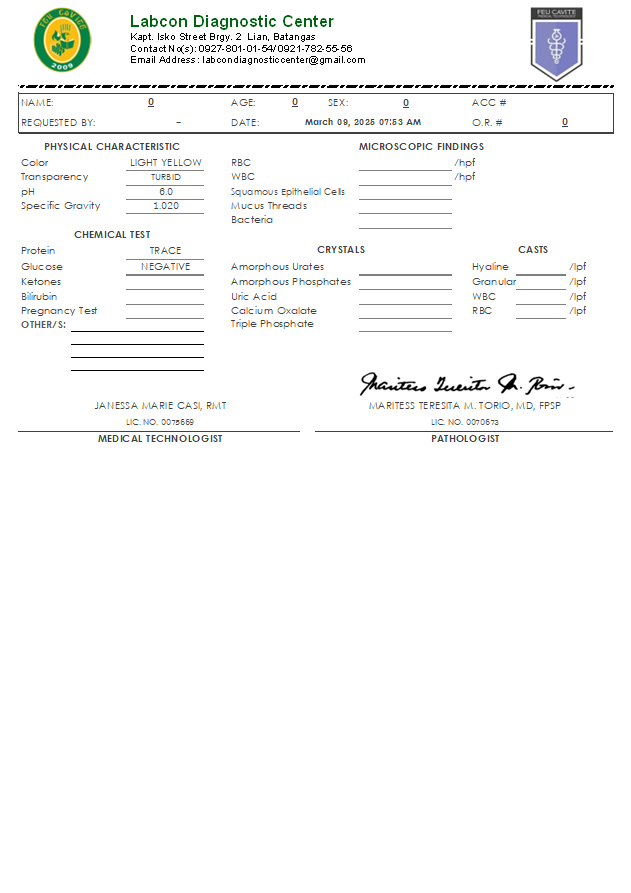 FEU CAVITE
2009
FEU CAVITE
MEDICAL TECHNOLOGY
Labcon Diagnostic Center
Kapt. Isko Street Brgy. 2 Lian, Batangas
Contact No(s): 0927-801-01-54/0921-782-55-56
Email Address : labcondiagnosticcenter@gmail.com
NAME: 0 AGE: 0 SEX: 0 ACC #
REQUESTED BY: - DATE: March 09, 2025 07:53 AM O.R. # 0
PHYSICAL CHARACTERISTIC MICROSCOPIC FINDINGS
Color LIGHT YELLOW RBC /hpf
Transparency TURBID WBC /hpf
pH 6.0 Squamous Epithelial Cells
Specific Gravity 1.020 Mucus Threads
Bacteria
CHEMICAL TEST
Protein TRACE CRYSTALS CASTS
Glucose NEGATIVE Amorphous Urates Hyaline /lpf
Ketones Amorphous Phosphates Granular /lpf
Bilirubin Uric Acid WBC /lpf
Pregnancy Test Calcium Oxalate RBC /lpf
OTHER/S: Triple Phosphate
JANESSA MARIE CASI, RMT MARITESS TERESITA M. TORIO, MD, FPSP
LIC. NO. 0075559 LIC. NO. 0070573
MEDICAL TECHNOLOGIST PATHOLOGIST